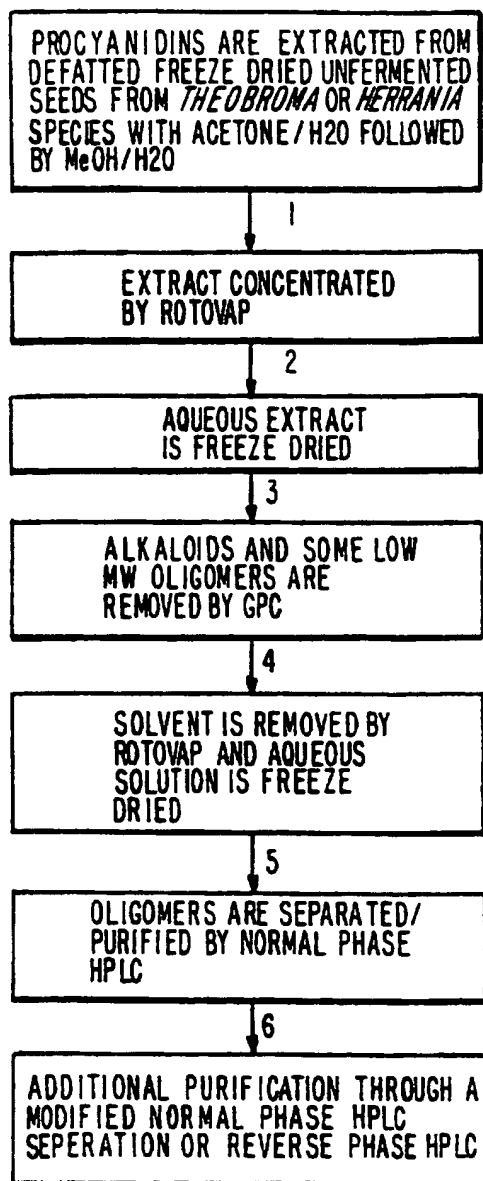 PROCYANIDINS ARE EXTRACTED FROM
DEFATTED FREEZE DRIED UNFERMENTED
SEEDS FROM THEOBROMA OR HERRANIA
SPECIES WITH ACETONE/H2O FOLLOWED
BY MeOH/H2O
1
EXTRACT CONCENTRATED
BY ROTOVAP
2
AQUEOUS EXTRACT
IS FREEZE DRIED
3
ALKALOIDS AND SOME LOW
MW OLIGOMERS ARE
REMOVED BY GPC
4
SOLVENT IS REMOVED BY
ROTOVAP AND AQUEOUS
SOLUTION IS FREEZE
DRIED
5
OLIGOMERS ARE SEPARATED/
PURIFIED BY NORMAL PHASE
HPLC
6
ADDITIONAL PURIFICATION THROUGH A
MODIFIED NORMAL PHASE HPLC
SEPERATION OR REVERSE PHASE HPLC